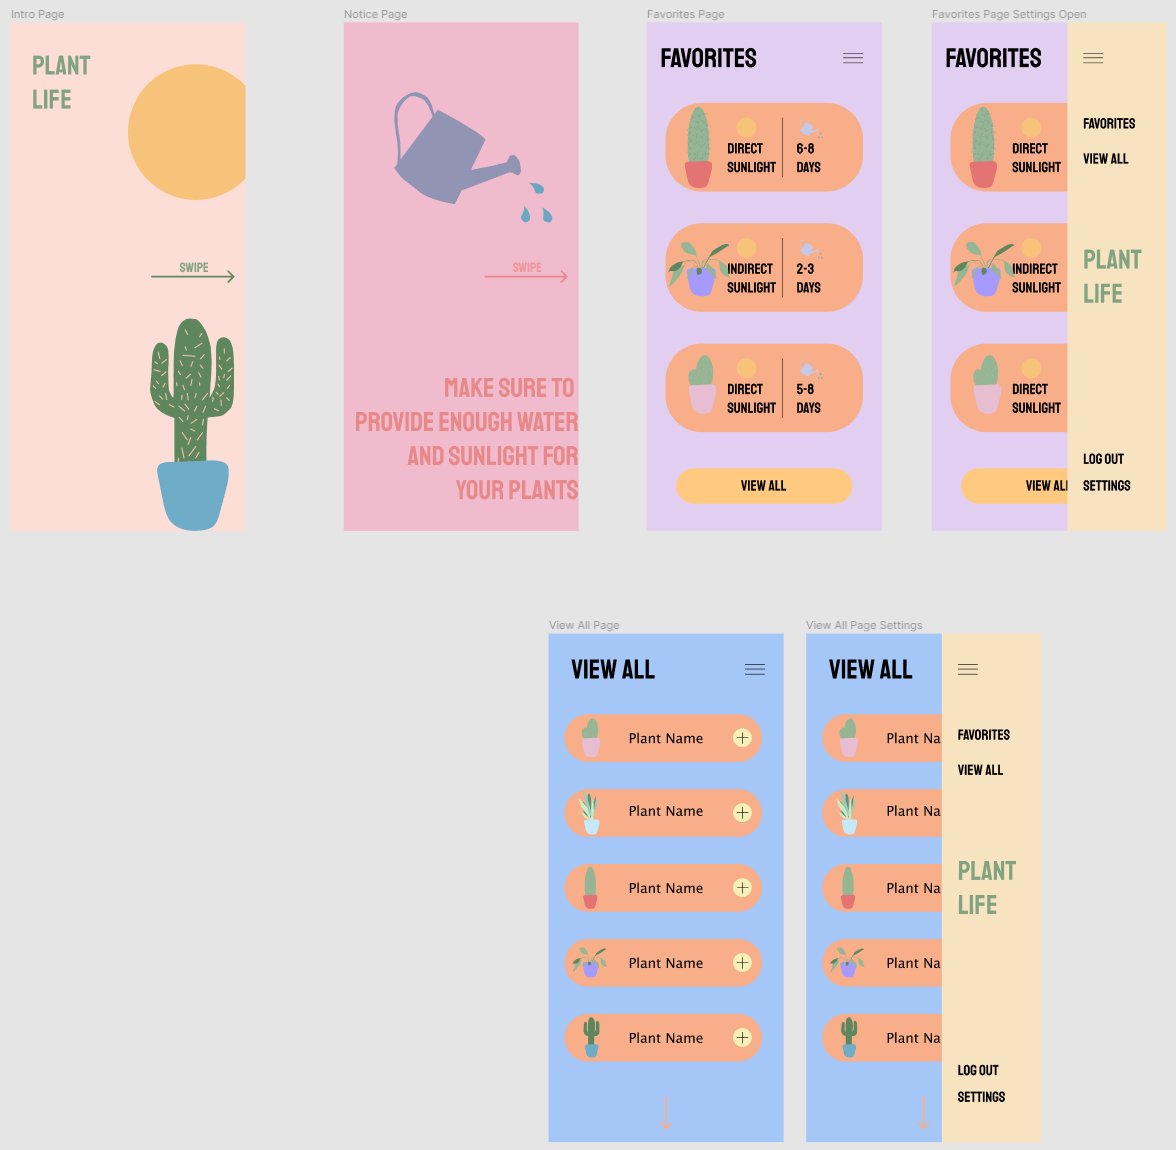 Intro Page
PLANT
LIFE
SWIPE
Notice Page
SWIPE
MAKE SURE TO
PROVIDE ENOUGH WATER
AND SUNLIGHT FOR
YOUR PLANTS
Favorites Page
FAVORITES
DIRECT
SUNLIGHT
6-8
DAYS
INDIRECT
SUNLIGHT
2-3
DAYS
DIRECT
SUNLIGHT
5-8
DAYS
VIEW ALL
Favorites Page Settings Open
FAVORITES
DIRECT
SUNLIGHT
INDIRECT
SUNLIGHT
DIRECT
SUNLIGHT
VIEW ALL
FAVORITES
VIEW ALL
PLANT
LIFE
LOG OUT
SETTINGS
View All Page
VIEW ALL
Plant Name
Plant Name
Plant Name
Plant Name
Plant Name
View All Page Settings
VIEW ALL
Plant Na
Plant Na
Plant Na
Plant Na
Plant Na
FAVORITES
VIEW ALL
PLANT
LIFE
LOG OUT
SETTINGS